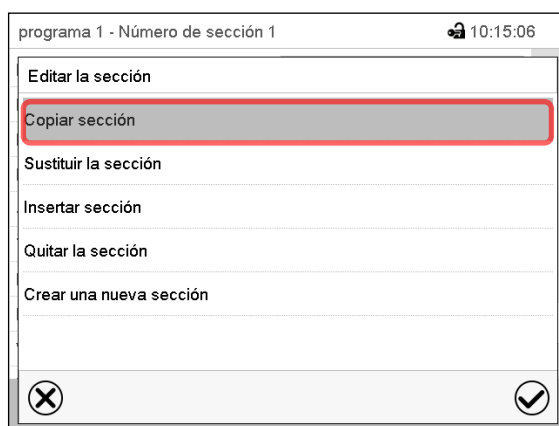 programa 1 - Número de sección 1 10:15:06
Editar la sección
Copiar sección
Sustituir la sección
Insertar sección
Quitar la sección
Crear una nueva sección